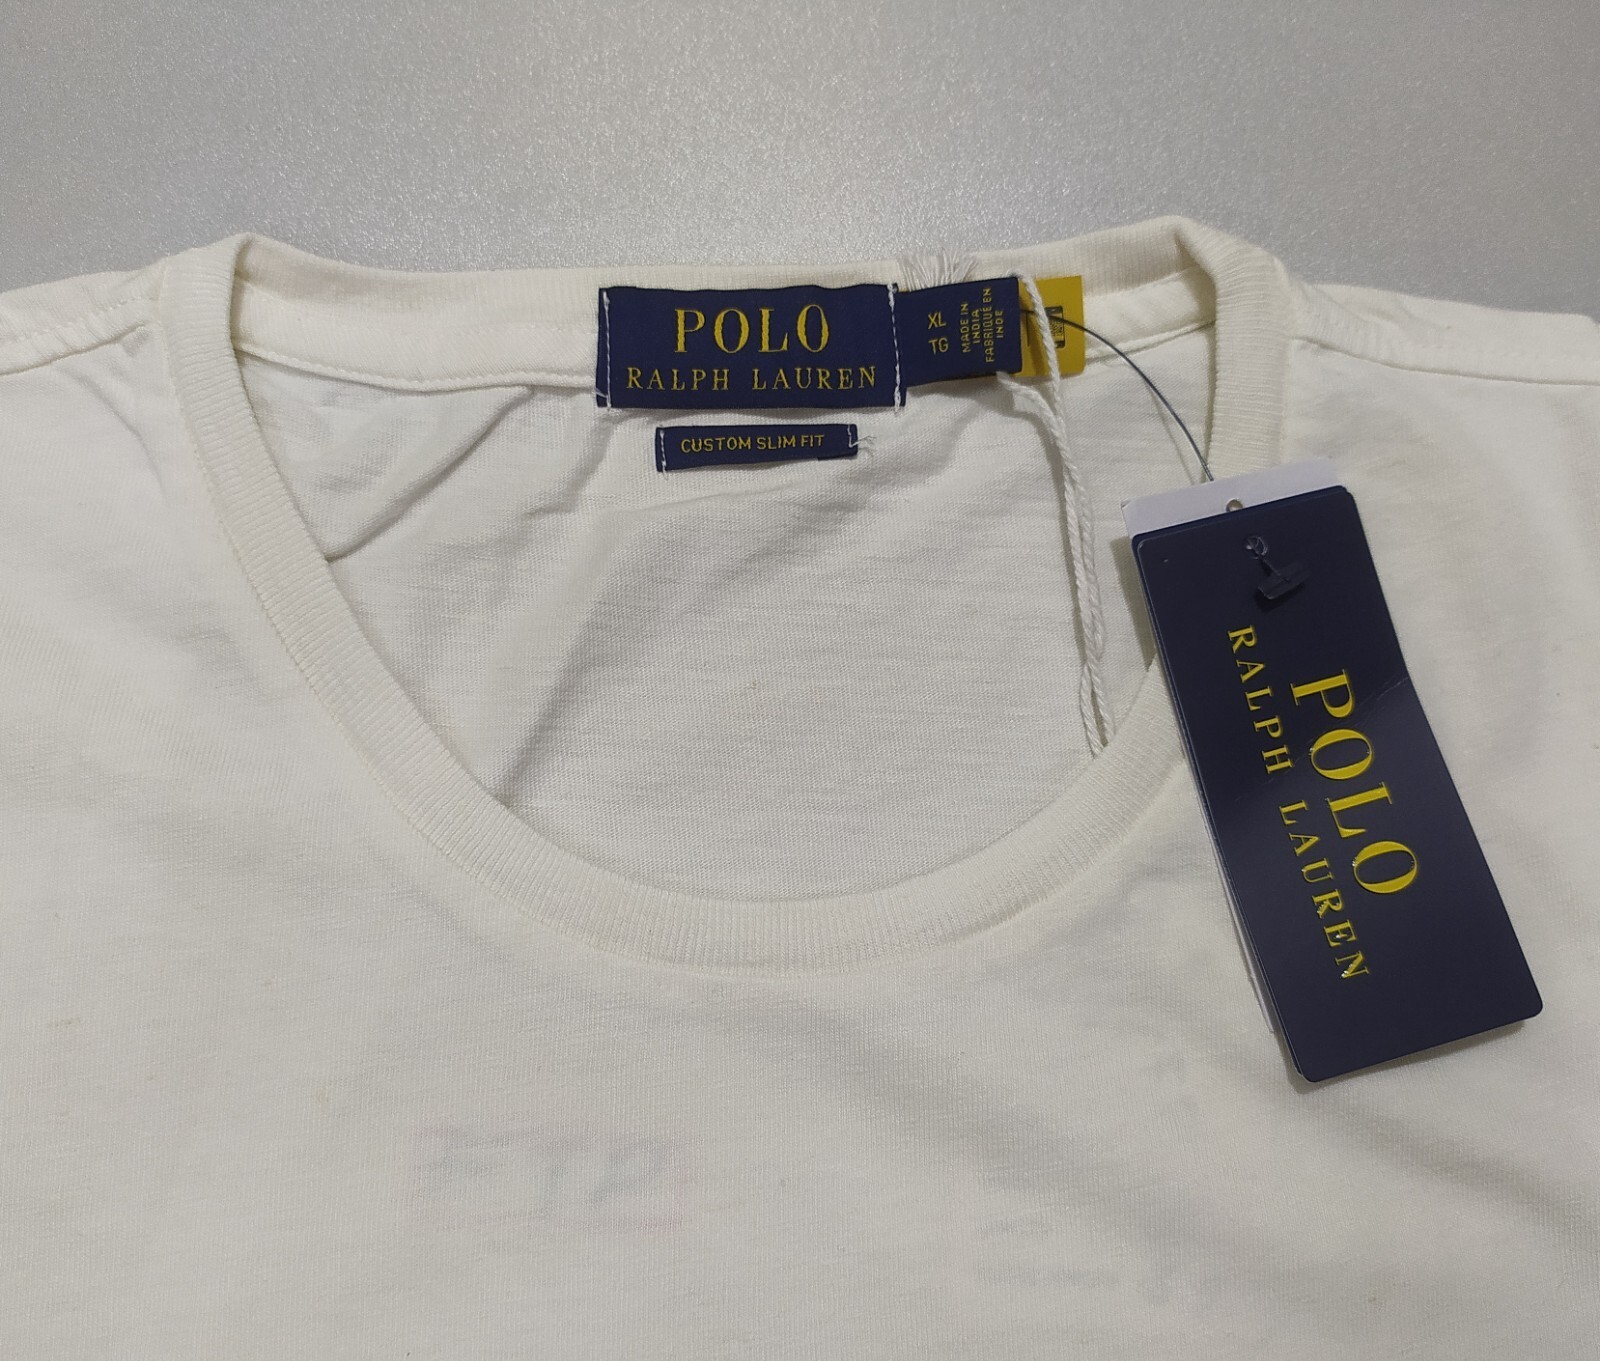 POLO
RALPH LAUREN
XL
TG
MADE IN
INDIA
FABRIQUÉ EN
INDE
CUSTOM SLIM FIT
POLO
RALPH LAUREN